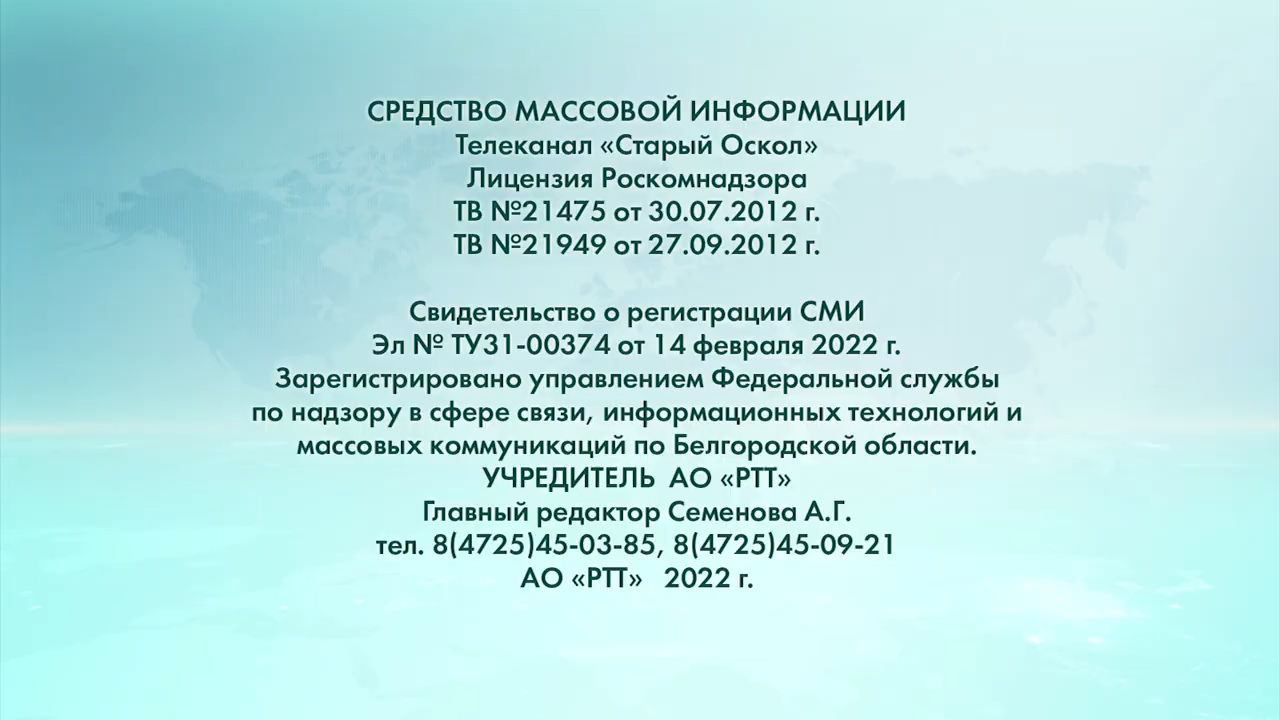 СРЕДСТВО МАССОВОЙ ИНФОРМАЦИИ
Телеканал «Старый Оскол»
Лицензия Роскомнадзора
ТВ №21475 от 30.07.2012 г.
ТВ №21949 от 27.09.2012 г.
Свидетельство о регистрации СМИ
Эл № ТУ31-00374 от 14 февраля 2022 г.
Зарегистрировано управлением Федеральной службы
по надзору в сфере связи, информационных технологий и
массовых коммуникаций по Белгородской области.
УЧРЕДИТЕЛЬ АО «РТТ»
Главный редактор Семенова А.Г.
тел. 8(4725)45-03-85, 8(4725)45-09-21
АО «РТТ» 2022 г.